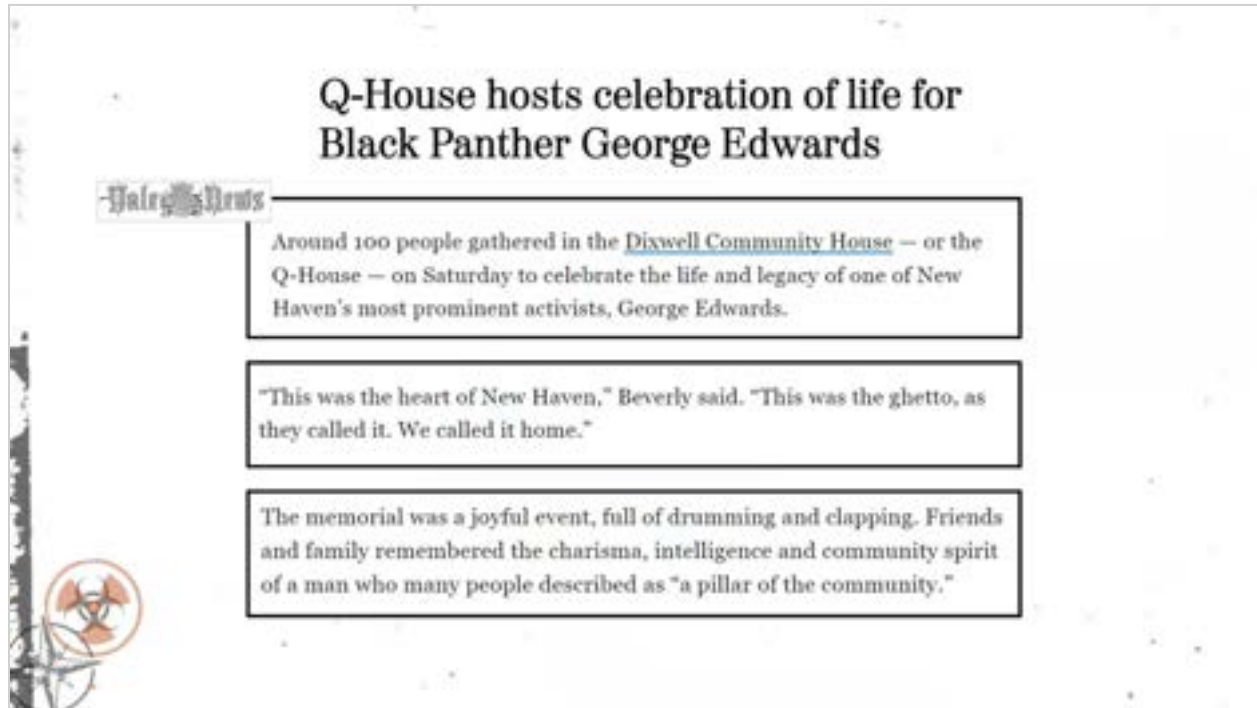 Q-House hosts celebration of life for
Black Panther George Edwards
Yale News
Around 100 people gathered in the Dixwell Community House — or the
Q-House — on Saturday to celebrate the life and legacy of one of New
Haven's most prominent activists, George Edwards.
“This was the heart of New Haven,” Beverly said. “This was the ghetto, as
they called it. We called it home.”
The memorial was a joyful event, full of drumming and clapping. Friends
and family remembered the charisma, intelligence and community spirit
of a man who many people described as “a pillar of the community.”